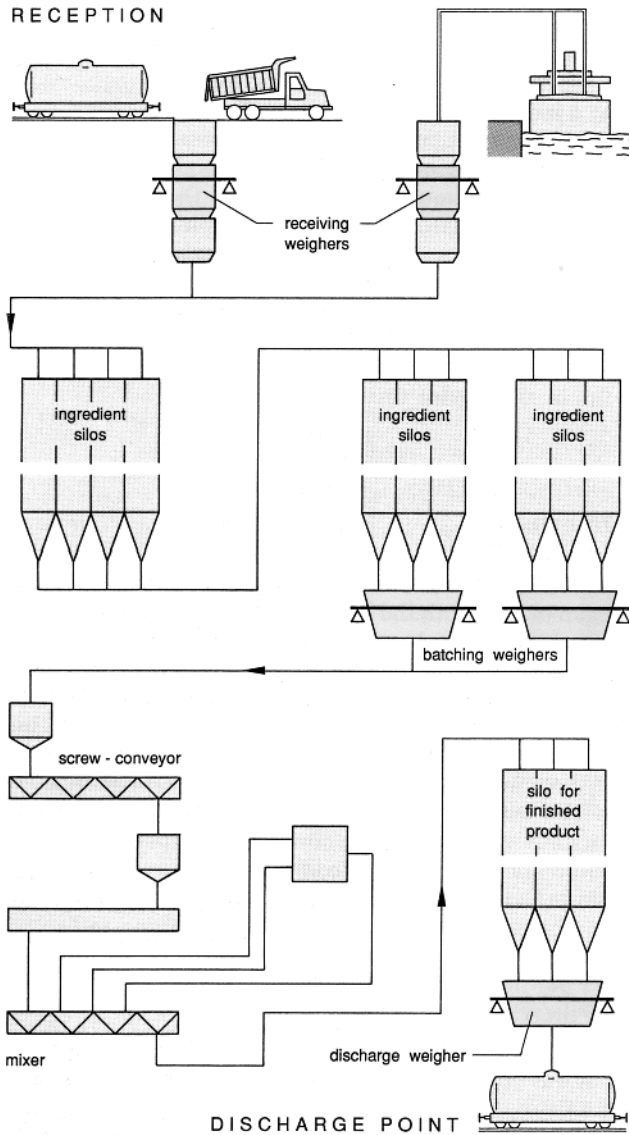 RECEPTION
receiving
weighers
ingredient
silos
ingredient
silos
ingredient
silos
batching weighers
screw - conveyor
silo for
finished
product
mixer
discharge weigher
DISCHARGE POINT